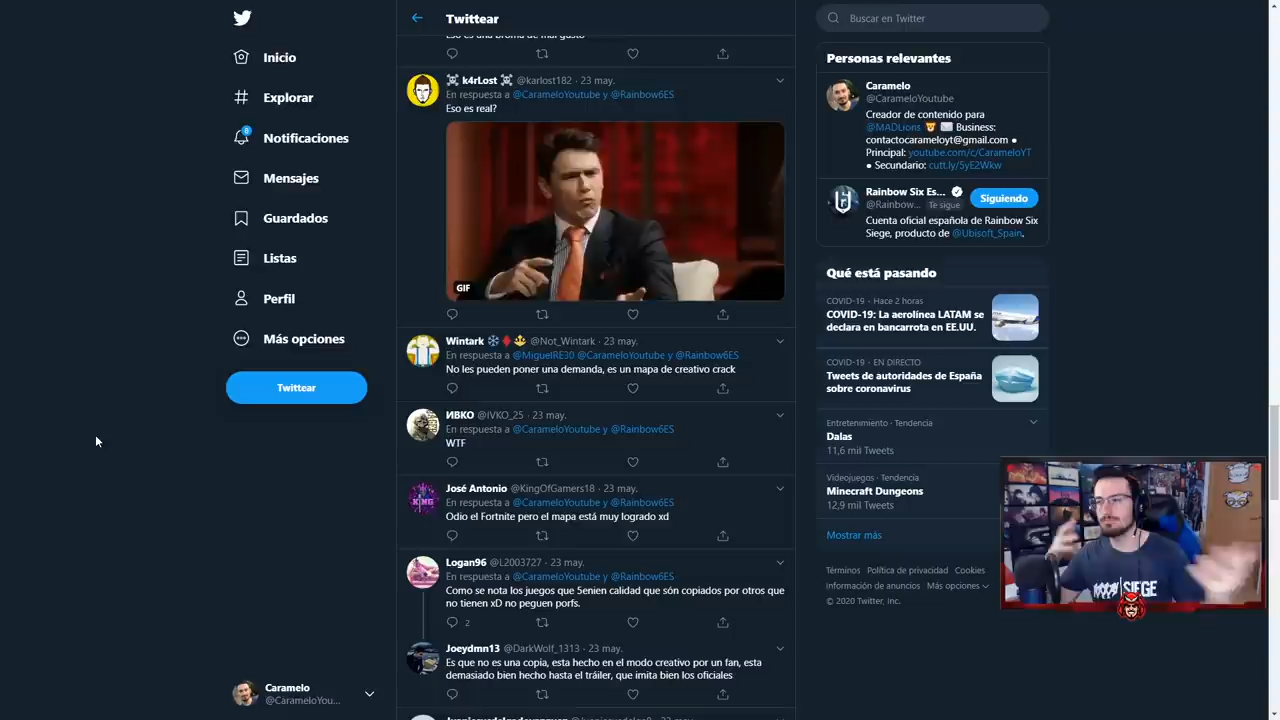 Inicio
Explorar
8
Notificaciones
Mensajes
Guardados
Listas
Perfil
Más opciones
Twittear
Caramelo
@CarameloYou...
Twittear
Eso es una broma de mal gusto
k4rLost @karlost182 · 23 may.
En respuesta a @CarameloYoutube y @Rainbow6ES
Eso es real?
GIF
Wintark @Not_Wintark · 23 may.
En respuesta a @MiguelRE30 @CarameloYoutube y @Rainbow6ES
No les pueden poner una demanda, es un mapa de creativo crack
ИВКО @IVKO_25 · 23 may.
En respuesta a @CarameloYoutube y @Rainbow6ES
WTF
José Antonio @KingOfGamers18 · 23 may.
En respuesta a @CarameloYoutube y @Rainbow6ES
Odio el Fortnite pero el mapa está muy logrado xd
Logan96 @L2003727 · 23 may.
En respuesta a @CarameloYoutube y @Rainbow6ES
Como se nota los juegos que 5enien calidad que són copiados por otros que
no tienen xD no peguen porfs.
2
Joeydmn13 @DarkWolf_1313 · 23 may.
Es que no es una copia, esta hecho en el modo creativo por un fan, esta
demasiado bien hecho hasta el tráiler, que imita bien los oficiales
Buscar en Twitter
Personas relevantes
Caramelo
@CarameloYoutube
Creador de contenido para
@MADLions Business:
contactocarameloyt@gmail.com ●
Principal: youtube.com/c/CarameloYT
● Secundario: cutt.ly/5yE2Wkw
Rainbow Six Es...
@Rainbow... Te sigue
Siguiendo
Cuenta oficial española de Rainbow Six
Siege, producto de @Ubisoft_Spain.
Qué está pasando
COVID-19 · Hace 2 horas
COVID-19: La aerolínea LATAM se
declara en bancarrota en EE.UU.
COVID-19 · EN DIRECTO
Tweets de autoridades de España
sobre coronavirus
Entretenimiento · Tendencia
Dalas
11,6 mil Tweets
Videojuegos · Tendencia
Minecraft Dungeons
12,9 mil Tweets
Mostrar más
Términos Política de privacidad Cookies
Información de anuncios Más opciones
© 2020 Twitter, Inc.
SIEGE